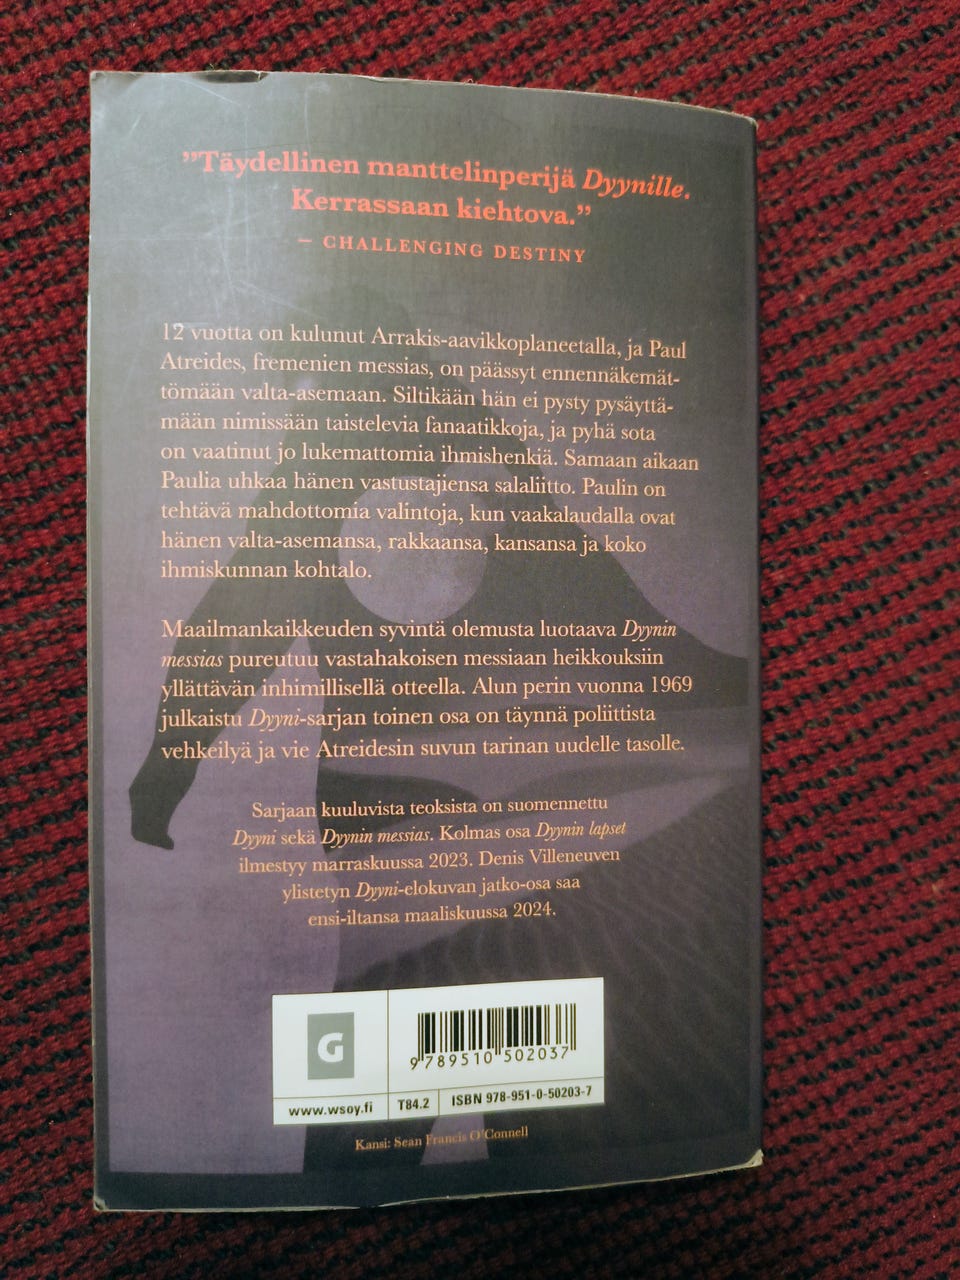 ”Täydellinen manttelinperijä Dyynille.
Kerrassaan kiehtova.”
– CHALLENGING DESTINY
12 vuotta on kulunut Arrakis-aavikkoplaneetalla, ja Paul
Atreides, fremenien messias, on päässyt ennennäkemät-
tömään valta-asemaan. Siltikään hän ei pysty pysäyttä-
mään nimissään taistelevia fanaatikkoja, ja pyhä sota
on vaatinut jo lukemattomia ihmishenkiä. Samaan aikaan
Paulia uhkaa hänen vastustajiensa salaliitto. Paulin on
tehtävä mahdottomia valintoja, kun vaakalaudalla ovat
hänen valta-asemansa, rakkaansa, kansansa ja koko
ihmiskunnan kohtalo.
Maailmankaikkeuden syvintä olemusta luotaava Dyynin
messias pureutuu vastahakoisen messiaan heikkouksiin
yllättävän inhimillisellä otteella. Alun perin vuonna 1969
julkaistu Dyyni-sarjan toinen osa on täynnä poliittista
vehkeilyä ja vie Atreidesin suvun tarinan uudelle tasolle.
Sarjaan kuuluvista teoksista on suomennettu
Dyyni sekä Dyynin messias. Kolmas osa Dyynin lapset
ilmestyy marraskuussa 2023. Denis Villeneuven
ylistetyn Dyyni-elokuvan jatko-osa saa
ensi-iltansa maaliskuussa 2024.
G
9 789510 502037
www.wsoy.fi T84.2 ISBN 978-951-0-50203-7
Kansi: Sean Francis O'Connell